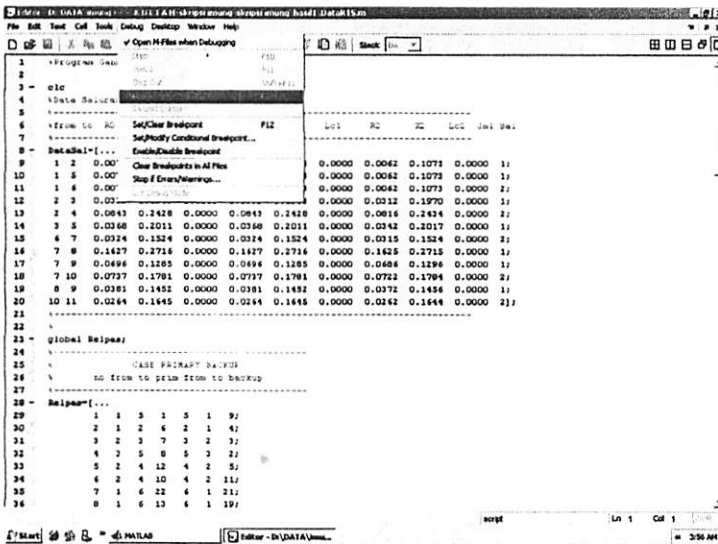 File Edit Text Cell Tools Debug Desktop Window Help
Open M-Files when Debugging
Stack:
Step F10
Set/Clear Breakpoint F12
Set/Modify Conditional Breakpoint...
Enable/Disable Breakpoint
Clear Breakpoints in All Files
Stop if Errors/Warnings...
1 %Program
2
3 - clc
4 %Data
5
6 %from to Lc1 R2 X2 Lc2 Jml Sal
7
8 - DataSal=[...
9 1 2 0.0000 0.0062 0.1073 0.0000 1;
10 1 5 0.0000 0.0062 0.1073 0.0000 1;
11 1 6 0.0000 0.0062 0.1073 0.0000 2;
12 2 3 0.0000 0.0312 0.1970 0.0000 1;
13 2 4 0.0843 0.2428 0.0000 0.0843 0.2428 0.0000 0.0816 0.2434 0.0000 2;
14 3 5 0.0368 0.2011 0.0000 0.0368 0.2011 0.0000 0.0342 0.2017 0.0000 1;
15 6 7 0.0324 0.1524 0.0000 0.0324 0.1524 0.0000 0.0315 0.1524 0.0000 2;
16 7 8 0.1627 0.2716 0.0000 0.1627 0.2716 0.0000 0.1625 0.2715 0.0000 1;
17 7 9 0.0696 0.1285 0.0000 0.0696 0.1285 0.0000 0.0686 0.1296 0.0000 1;
18 7 10 0.0737 0.1781 0.0000 0.0737 0.1781 0.0000 0.0722 0.1784 0.0000 2;
19 8 9 0.0381 0.1452 0.0000 0.0381 0.1452 0.0000 0.0372 0.1456 0.0000 1;
20 10 11 0.0264 0.1645 0.0000 0.0264 0.1645 0.0000 0.0262 0.1644 0.0000 2];
21
22 %
23 - global Relpas;
24 %
25 % CASE PRIMARY BACKUP
26 % no from to prim from to backup
27
28 - Relpas=[...
29 1 1 5 1 5 1 9;
30 2 1 2 6 2 1 4;
31 3 2 3 7 3 2 3;
32 4 3 5 8 5 3 2;
33 5 2 4 12 4 2 5;
34 6 2 4 10 4 2 11;
35 7 1 6 22 6 1 21;
36 8 1 6 13 6 1 19;
script Ln 1 Col 1
Start MATLAB Editor - D:\DATA\ 3:56 AM